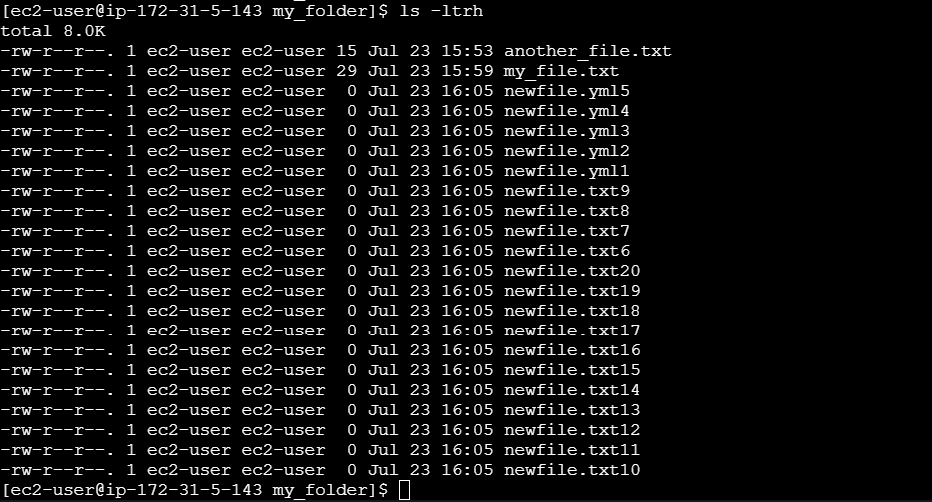 [ec2-user@ip-172-31-5-143 my_folder]$ ls -ltrh
total 8.0K
-rw-r--r--. 1 ec2-user ec2-user 15 Jul 23 15:53 another_file.txt
-rw-r--r--. 1 ec2-user ec2-user 29 Jul 23 15:59 my_file.txt
-rw-r--r--. 1 ec2-user ec2-user  0 Jul 23 16:05 newfile.yml5
-rw-r--r--. 1 ec2-user ec2-user  0 Jul 23 16:05 newfile.yml4
-rw-r--r--. 1 ec2-user ec2-user  0 Jul 23 16:05 newfile.yml3
-rw-r--r--. 1 ec2-user ec2-user  0 Jul 23 16:05 newfile.yml2
-rw-r--r--. 1 ec2-user ec2-user  0 Jul 23 16:05 newfile.yml1
-rw-r--r--. 1 ec2-user ec2-user  0 Jul 23 16:05 newfile.txt9
-rw-r--r--. 1 ec2-user ec2-user  0 Jul 23 16:05 newfile.txt8
-rw-r--r--. 1 ec2-user ec2-user  0 Jul 23 16:05 newfile.txt7
-rw-r--r--. 1 ec2-user ec2-user  0 Jul 23 16:05 newfile.txt6
-rw-r--r--. 1 ec2-user ec2-user  0 Jul 23 16:05 newfile.txt20
-rw-r--r--. 1 ec2-user ec2-user  0 Jul 23 16:05 newfile.txt19
-rw-r--r--. 1 ec2-user ec2-user  0 Jul 23 16:05 newfile.txt18
-rw-r--r--. 1 ec2-user ec2-user  0 Jul 23 16:05 newfile.txt17
-rw-r--r--. 1 ec2-user ec2-user  0 Jul 23 16:05 newfile.txt16
-rw-r--r--. 1 ec2-user ec2-user  0 Jul 23 16:05 newfile.txt15
-rw-r--r--. 1 ec2-user ec2-user  0 Jul 23 16:05 newfile.txt14
-rw-r--r--. 1 ec2-user ec2-user  0 Jul 23 16:05 newfile.txt13
-rw-r--r--. 1 ec2-user ec2-user  0 Jul 23 16:05 newfile.txt12
-rw-r--r--. 1 ec2-user ec2-user  0 Jul 23 16:05 newfile.txt11
-rw-r--r--. 1 ec2-user ec2-user  0 Jul 23 16:05 newfile.txt10
[ec2-user@ip-172-31-5-143 my_folder]$